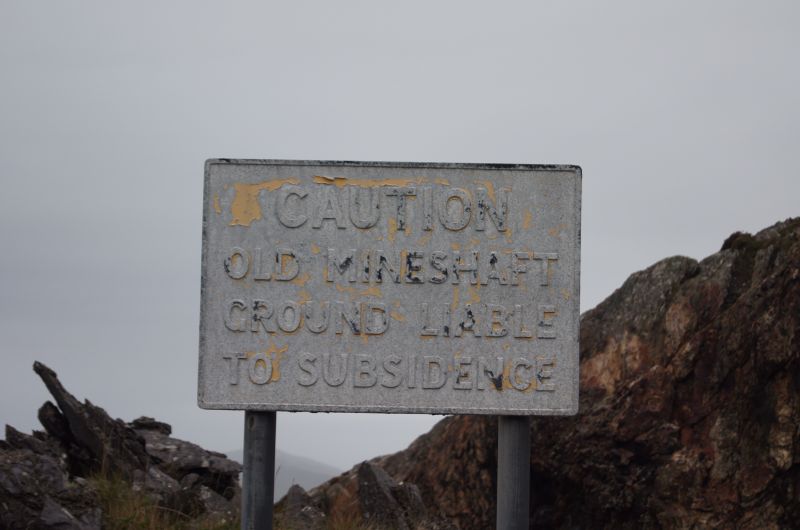 CAUTION
OLD MINESHAFT
GROUND LIABLE
TO SUBSIDENCE